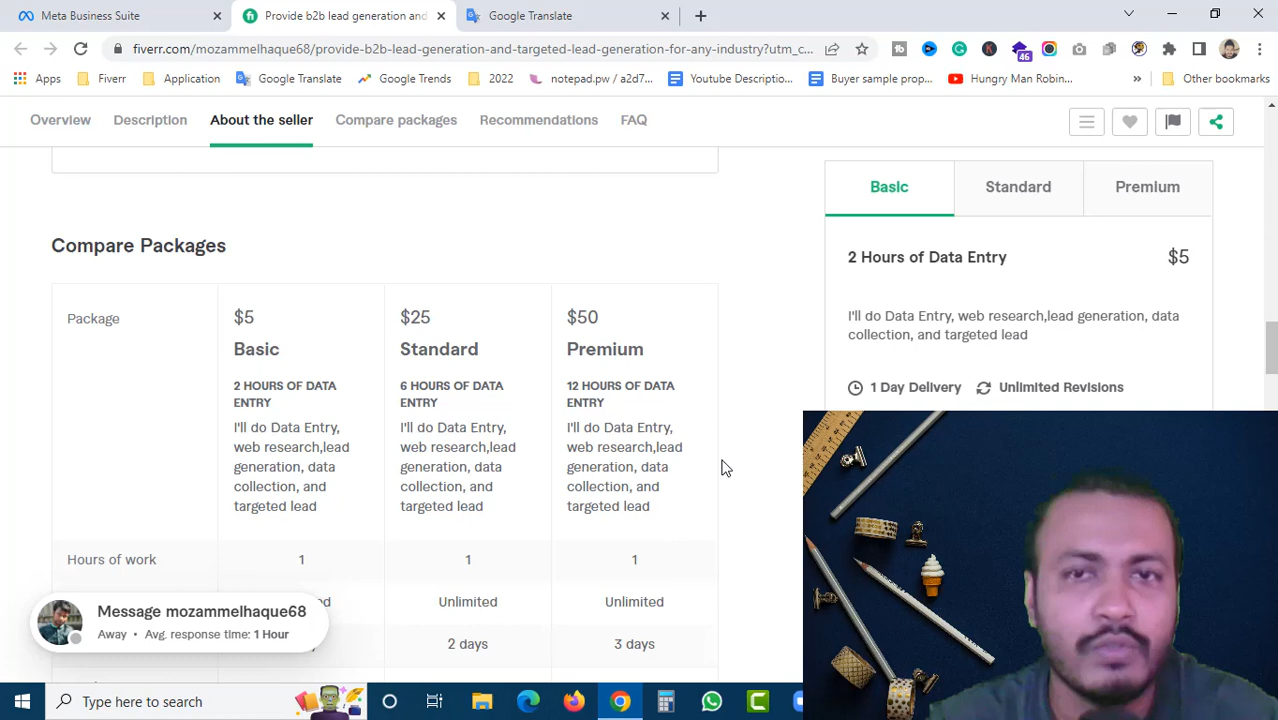 Meta Business Suite
Provide b2b lead generation and
Google Translate
fiverr.com/mozammelhaque68/provide-b2b-lead-generation-and-targeted-lead-generation-for-any-industry?utm_c...
46
Apps
Fiverr
Application
Google Translate
Google Trends
2022
notepad.pw / a2d7...
Youtube Descriptio...
Buyer sample prop...
Hungry Man Robin...
»
Other bookmarks
Overview
Description
About the seller
Compare packages
Recommendations
FAQ
Basic
Standard
Premium
Compare Packages
2 Hours of Data Entry
$5
I'll do Data Entry, web research,lead generation, data
collection, and targeted lead
1 Day Delivery
Unlimited Revisions
Package
$5
$25
$50
Basic
Standard
Premium
2 HOURS OF DATA
ENTRY
I'll do Data Entry,
web research,lead
generation, data
collection, and
targeted lead
6 HOURS OF DATA
ENTRY
I'll do Data Entry,
web research,lead
generation, data
collection, and
targeted lead
12 HOURS OF DATA
ENTRY
I'll do Data Entry,
web research,lead
generation, data
collection, and
targeted lead
Hours of work
1
1
1
Unlimited
Unlimited
2 days
3 days
Message mozammelhaque68
Away • Avg. response time: 1 Hour
Type here to search